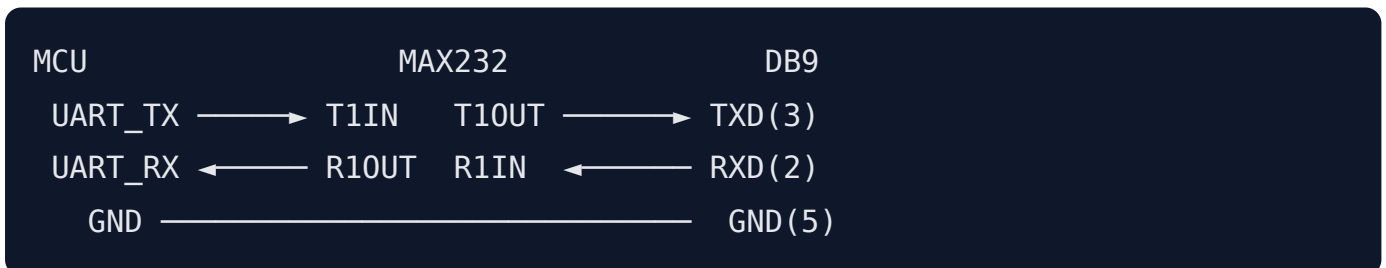 MCU MAX232 DB9
UART_TX ──────► T1IN T1OUT ──────► TXD(3)
UART_RX ◄────── R1OUT R1IN ◄────── RXD(2)
GND ───────────────────────────── GND(5)